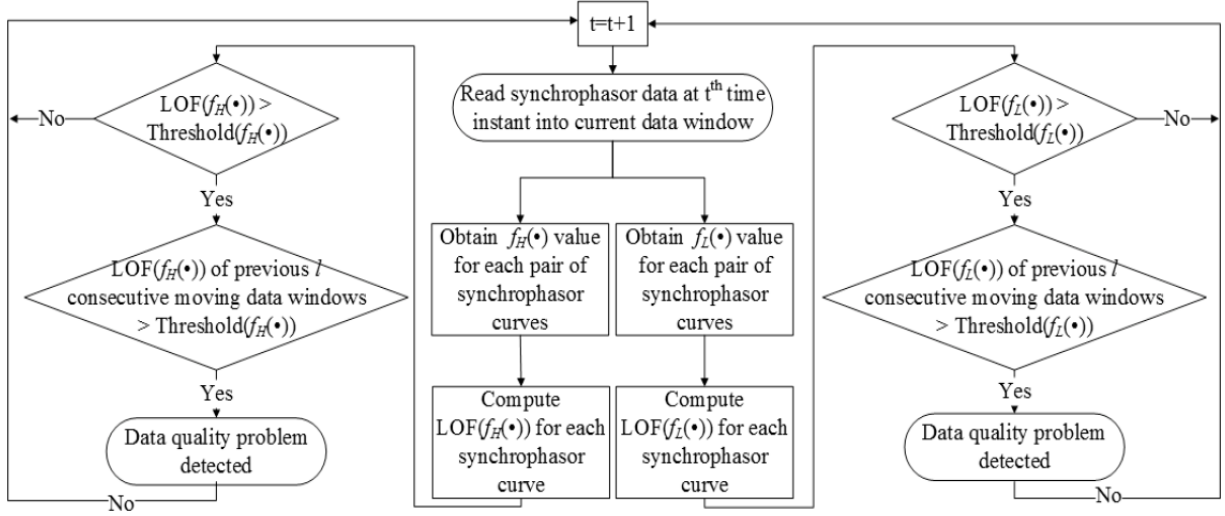 t=t+1
Read synchrophasor data at tth time
instant into current data window
LOF(fH(•)) >
Threshold(fH(•))
No
Yes
LOF(fH(•)) of previous l
consecutive moving data windows
> Threshold(fH(•))
Yes
Data quality problem
detected
No
Obtain fH(•) value
for each pair of
synchrophasor
curves
Compute
LOF(fH(•)) for each
synchrophasor
curve
Obtain fL(•) value
for each pair of
synchrophasor
curves
Compute
LOF(fL(•)) for each
synchrophasor
curve
LOF(fL(•)) >
Threshold(fL(•))
No
Yes
LOF(fL(•)) of previous l
consecutive moving data windows
> Threshold(fL(•))
Yes
Data quality problem
detected
No